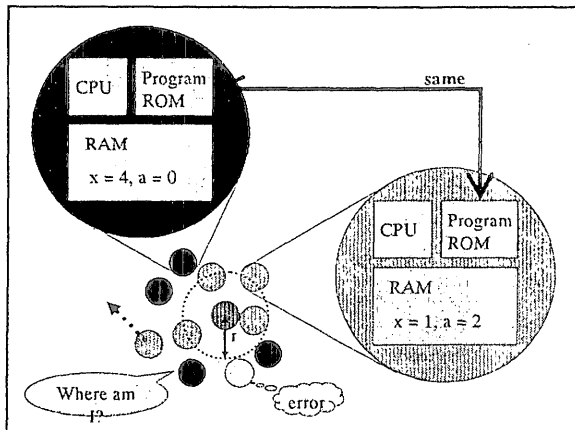 CPU
Program
ROM
RAM
x = 4, a = 0
same
CPU
Program
ROM
RAM
x = 1, a = 2
r
Where am
I?
error